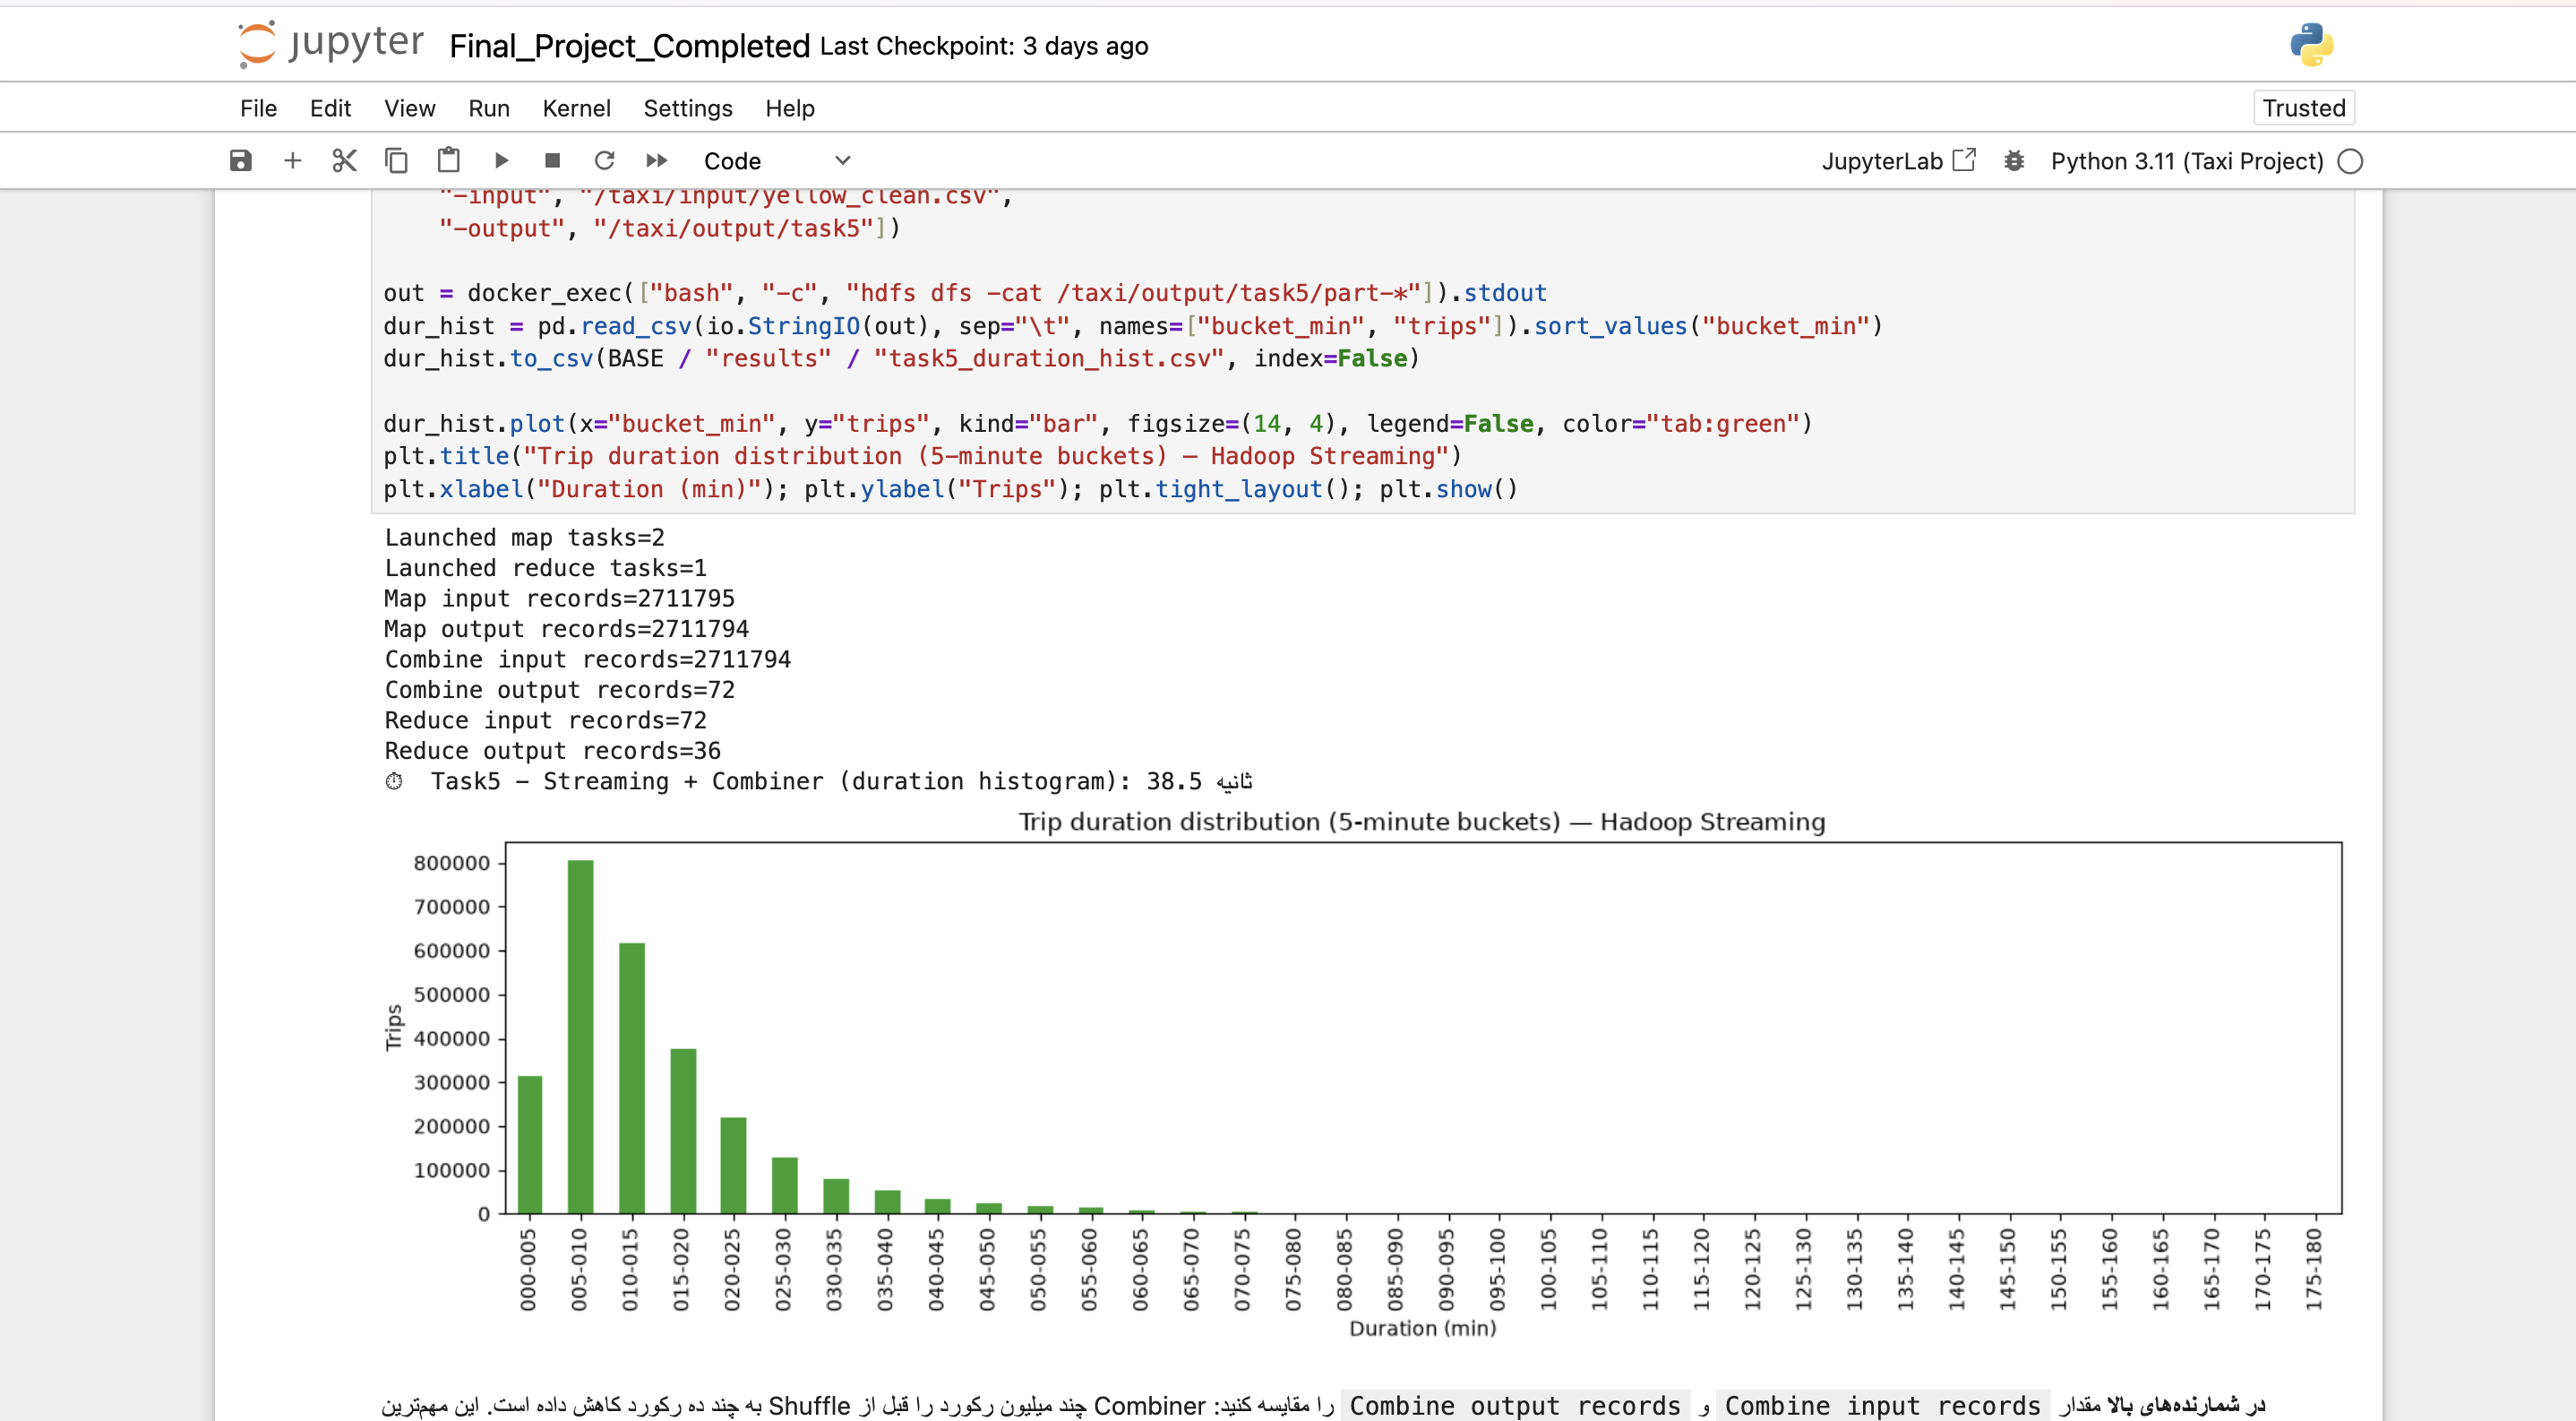 jupyter Final_Project_Completed Last Checkpoint: 3 days ago
File Edit View Run Kernel Settings Help Trusted
Code JupyterLab Python 3.11 (Taxi Project)
"-input", "/taxi/input/yellow_clean.csv",
"-output", "/taxi/output/task5"])
out = docker_exec(["bash", "-c", "hdfs dfs -cat /taxi/output/task5/part-*"]).stdout
dur_hist = pd.read_csv(io.StringIO(out), sep="\t", names=["bucket_min", "trips"]).sort_values("bucket_min")
dur_hist.to_csv(BASE / "results" / "task5_duration_hist.csv", index=False)
dur_hist.plot(x="bucket_min", y="trips", kind="bar", figsize=(14, 4), legend=False, color="tab:green")
plt.title("Trip duration distribution (5-minute buckets) — Hadoop Streaming")
plt.xlabel("Duration (min)"); plt.ylabel("Trips"); plt.tight_layout(); plt.show()
Launched map tasks=2
Launched reduce tasks=1
Map input records=2711795
Map output records=2711794
Combine input records=2711794
Combine output records=72
Reduce input records=72
Reduce output records=36
⏱ Task5 - Streaming + Combiner (duration histogram): 38.5 ثانیه
Trip duration distribution (5-minute buckets) — Hadoop Streaming
800000
700000
600000
500000
400000
300000
200000
100000
0
Trips
000-005 005-010 010-015 015-020 020-025 025-030 030-035 035-040 040-045 045-050 050-055 055-060 060-065 065-070 070-075 075-080 080-085 085-090 090-095 095-100 100-105 105-110 110-115 115-120 120-125 125-130 130-135 135-140 140-145 145-150 150-155 155-160 160-165 165-170 170-175 175-180
Duration (min)
در شمارنده‌های بالا مقدار Combine input records و Combine output records را مقایسه کنید: Combiner چند میلیون رکورد را قبل از Shuffle به چند ده رکورد کاهش داده است. این مهم‌ترین